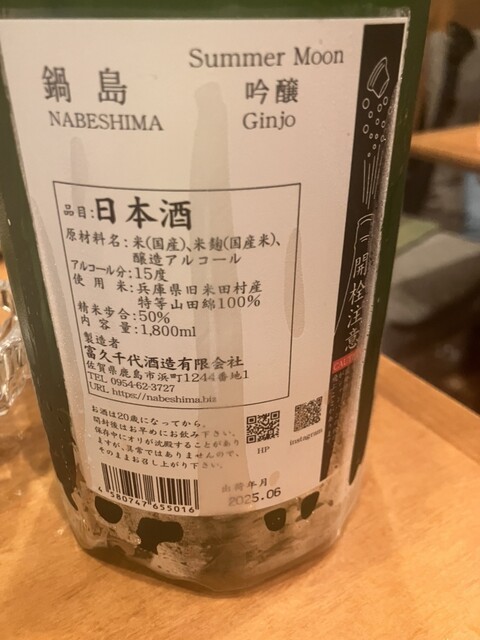 Summer Moon
鍋島
吟醸
NABESHIMA
Ginjo
品目:日本酒
原材料名:米(国産)、米麹(国産米)、
醸造アルコール
アルコール分:15度
使用米:兵庫県旧米田村産
特等山田錦100%
精米歩合:50%
内容量:1,800ml
製造者
富久千代酒造有限会社
佐賀県鹿島市浜町1244番地1
TEL 0954-62-3727
URL https://nabeshima.biz
お酒は20歳になってから。
開封後はお早めにお飲み下さい。
保存中にオリが沈殿することがあり
ますが、異常ではありませんので、
そのままお召し上がり下さい。
HP
instagram
4580747655016
出荷年月
2025.06
開栓注意